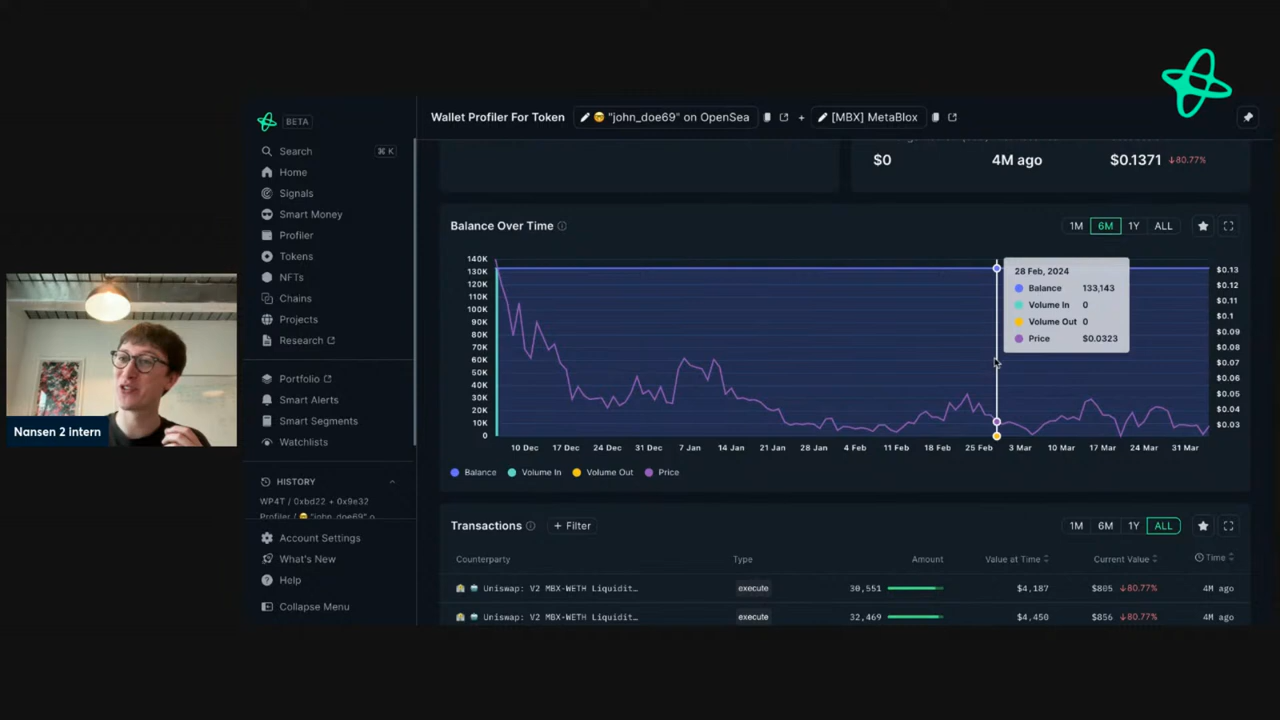 BETA
Wallet Profiler For Token "john_doe69" on OpenSea + [MBX] MetaBlox
Search ⌘ K
Home
Signals
Smart Money
Profiler
Tokens
NFTs
Chains
Projects
Research
Portfolio
Smart Alerts
Smart Segments
Watchlists
HISTORY
WP4T / 0xbd22 + 0x9e32
Profiler / "john_doe69" o
Account Settings
What's New
Help
Collapse Menu
Nansen 2 Intern
$0 4M ago $0.1371 ↓80.77%
Balance Over Time 1M 6M 1Y ALL
140K
130K
120K
110K
100K
90K
80K
70K
60K
50K
40K
30K
20K
10K
0
28 Feb, 2024
Balance 133,143
Volume In 0
Volume Out 0
Price $0.0323
$0.13
$0.12
$0.11
$0.1
$0.09
$0.08
$0.07
$0.06
$0.05
$0.04
$0.03
10 Dec 17 Dec 24 Dec 31 Dec 7 Jan 14 Jan 21 Jan 28 Jan 4 Feb 11 Feb 18 Feb 25 Feb 3 Mar 10 Mar 17 Mar 24 Mar 31 Mar
Balance Volume In Volume Out Price
Transactions + Filter 1M 6M 1Y ALL
Counterparty Type Amount Value at Time Current Value Time
Uniswap: V2 MBX-WETH Liquidit… execute 30,551 $4,187 $805 ↓80.77% 4M ago
Uniswap: V2 MBX-WETH Liquidit… execute 32,469 $4,450 $856 ↓80.77% 4M ago